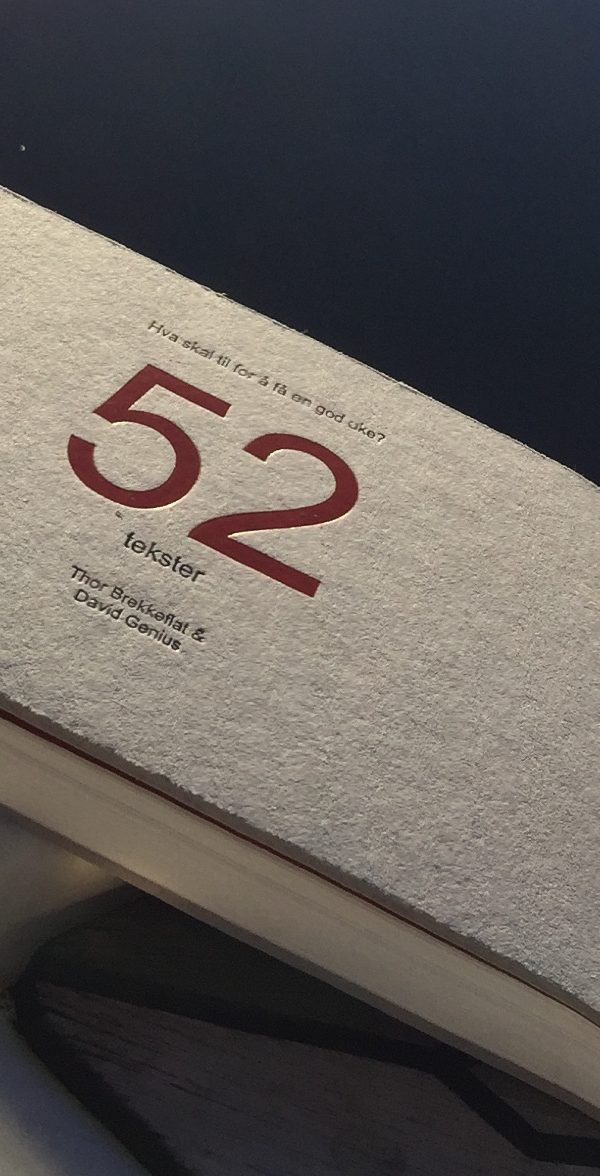 Hva skal til for å få en god uke?
52
tekster
Thor Brekkeflat &
David Genius